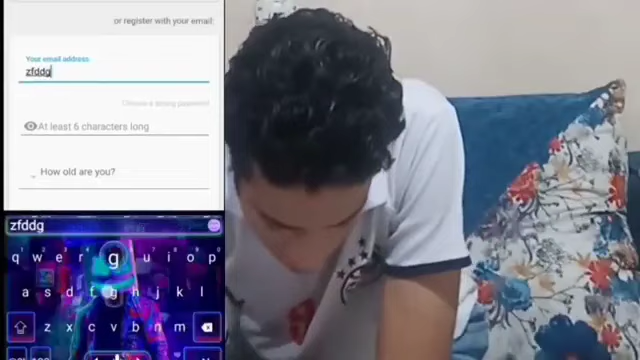 or register with your email:
Your email address
zfddg
Choose a strong password
At least 6 characters long
How old are you?
zfddg
q w e r g u i o p
a s d f g h j k l
z x c v b n m